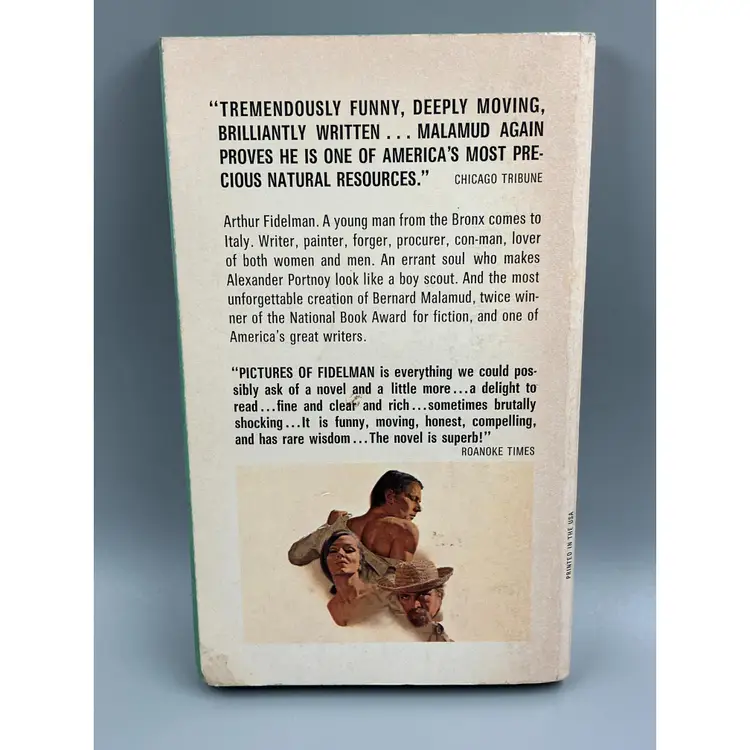 “TREMENDOUSLY FUNNY, DEEPLY MOVING,
BRILLIANTLY WRITTEN . . . MALAMUD AGAIN
PROVES HE IS ONE OF AMERICA’S MOST PRE-
CIOUS NATURAL RESOURCES.” CHICAGO TRIBUNE
Arthur Fidelman. A young man from the Bronx comes to
Italy. Writer, painter, forger, procurer, con-man, lover
of both women and men. An errant soul who makes
Alexander Portnoy look like a boy scout. And the most
unforgettable creation of Bernard Malamud, twice win-
ner of the National Book Award for fiction, and one of
America’s great writers.
“PICTURES OF FIDELMAN is everything we could pos-
sibly ask of a novel and a little more...a delight to
read...fine and clear and rich...sometimes brutally
shocking...It is funny, moving, honest, compelling,
and has rare wisdom...The novel is superb!”
ROANOKE TIMES
PRINTED IN THE USA